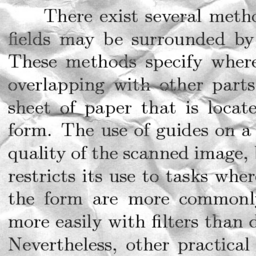 There exist several metho
fields may be surrounded by
These methods specify where
overlapping with other parts
sheet of paper that is locate
form. The use of guides on a
quality of the scanned image,
restricts its use to tasks wher
the form are more commonly
more easily with filters than d
Nevertheless, other practical